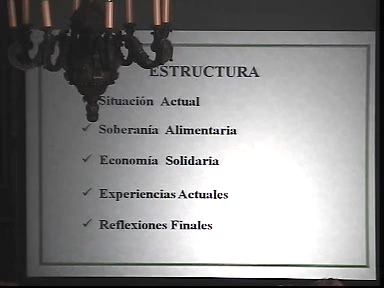 ESTRUCTURA
Situación Actual
✓ Soberanía Alimentaria
✓ Economía Solidaria
✓ Experiencias Actuales
✓ Reflexiones Finales